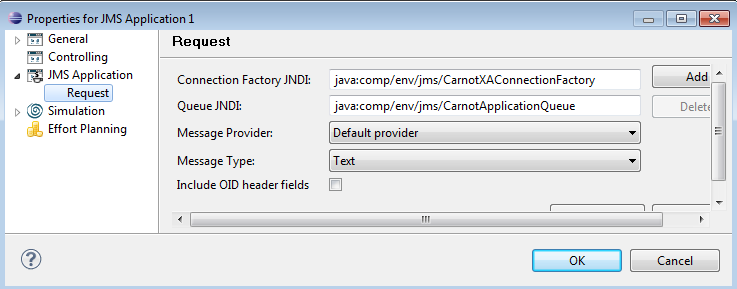 Properties for JMS Application 1
General
Controlling
JMS Application
Request
Simulation
Effort Planning
Request
Connection Factory JNDI: java:comp/env/jms/CarnotXAConnectionFactory Add
Queue JNDI: java:comp/env/jms/CarnotApplicationQueue Delete
Message Provider: Default provider
Message Type: Text
Include OID header fields
? OK Cancel